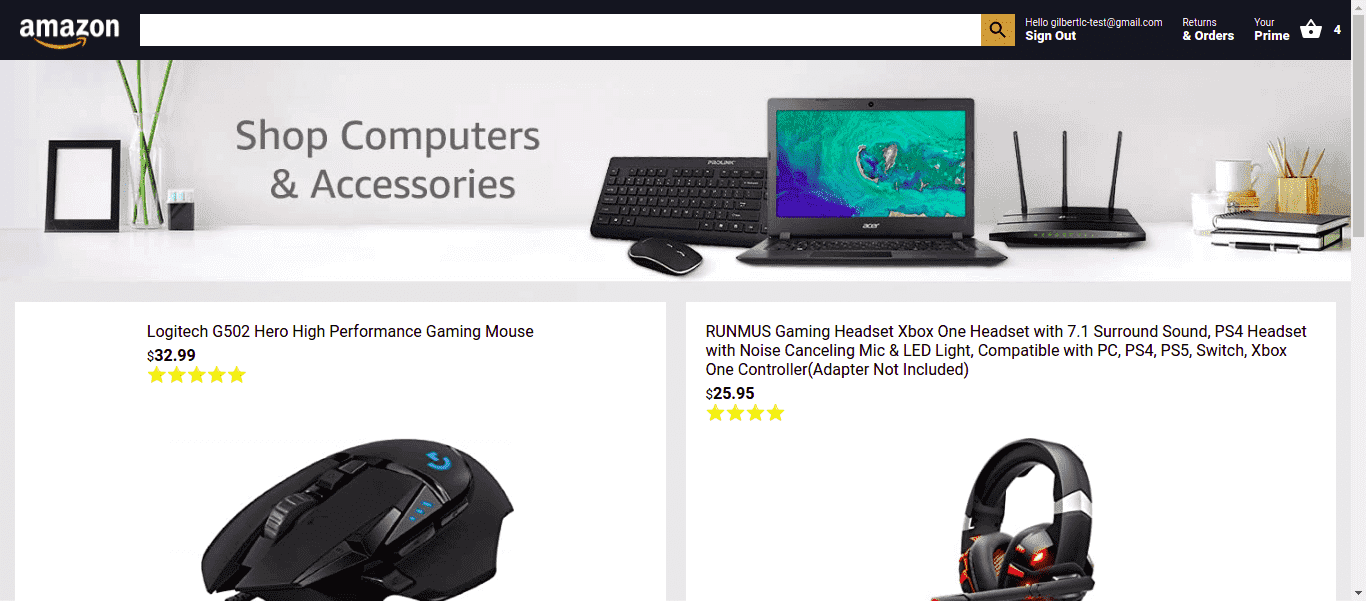 amazon
Hello gilbertlc-test@gmail.com
Sign Out
Returns
& Orders
Your
Prime
4
Shop Computers
& Accessories
PROLINK
acer
Logitech G502 Hero High Performance Gaming Mouse
$32.99
RUNMUS Gaming Headset Xbox One Headset with 7.1 Surround Sound, PS4 Headset
with Noise Canceling Mic & LED Light, Compatible with PC, PS4, PS5, Switch, Xbox
One Controller(Adapter Not Included)
$25.95